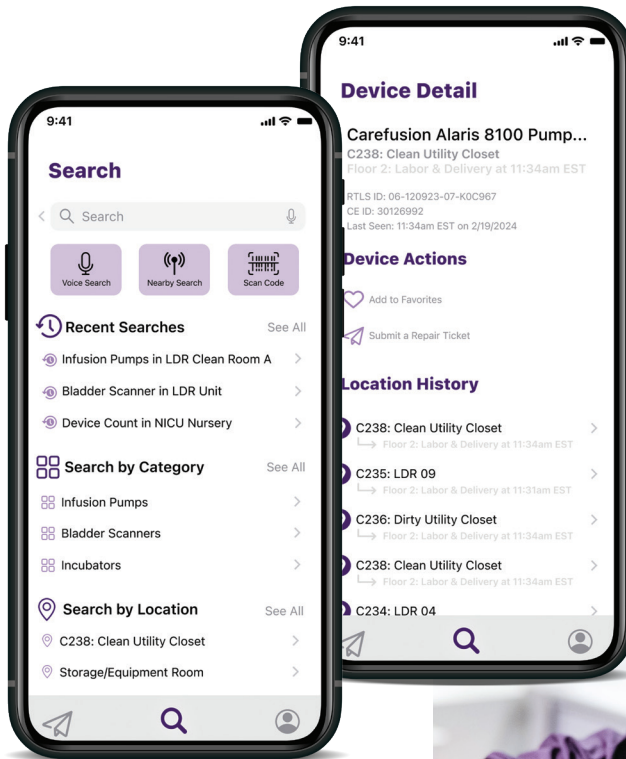 9:41
Search
Search
Voice Search
Nearby Search
Scan Code
Recent Searches
See All
Infusion Pumps in LDR Clean Room A
Bladder Scanner in LDR Unit
Device Count in NICU Nursery
Search by Category
See All
Infusion Pumps
Bladder Scanners
Incubators
Search by Location
See All
C238: Clean Utility Closet
Storage/Equipment Room
9:41
Device Detail
Carefusion Alaris 8100 Pump...
C238: Clean Utility Closet
Floor 2: Labor & Delivery at 11:34am EST
RTLS ID: 06-120923-07-K0C967
CE ID: 30126992
Last Seen: 11:34am EST on 2/19/2024
Device Actions
Add to Favorites
Submit a Repair Ticket
Location History
C238: Clean Utility Closet
Floor 2: Labor & Delivery at 11:34am EST
C235: LDR 09
Floor 2: Labor & Delivery at 11:31am EST
C236: Dirty Utility Closet
Floor 2: Labor & Delivery at 11:34am EST
C238: Clean Utility Closet
Floor 2: Labor & Delivery at 11:34am EST
C234: LDR 04